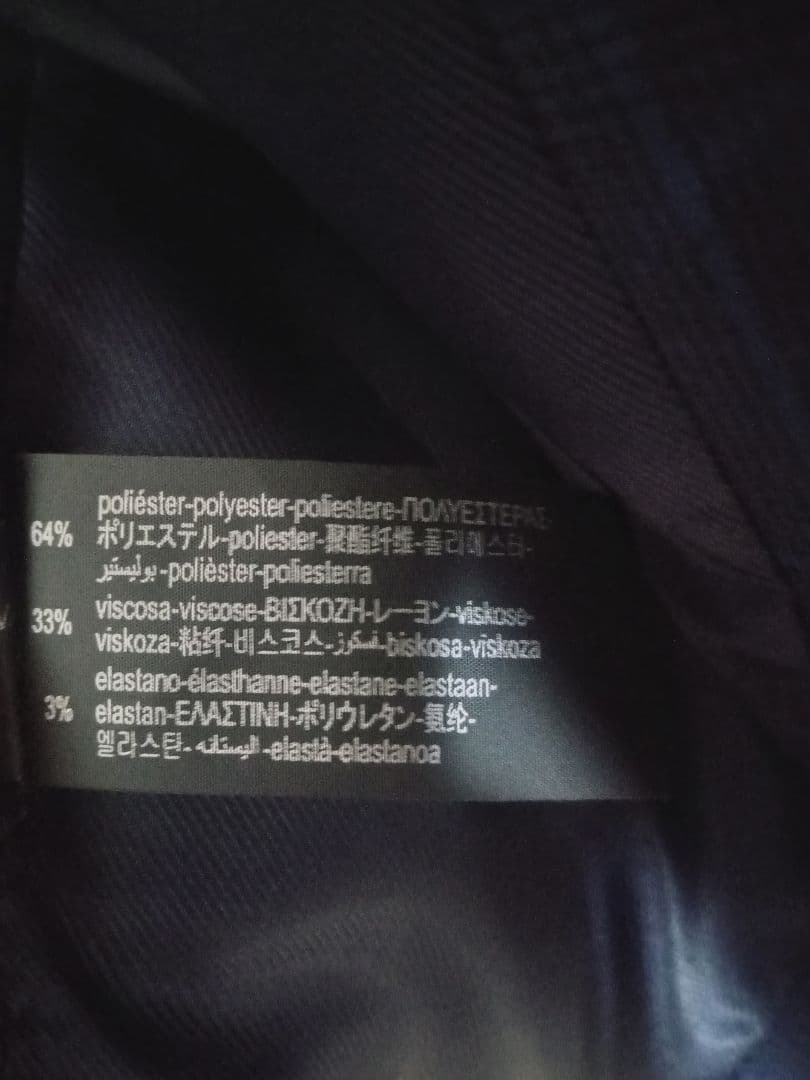 64% poliéster-polyester-poliestere-ΠΟΛΥΕΣΤΕΡΑΣ-
ポリエステル-poliester-聚酯纤维-폴리에스터-
بوليستير-polièster-poliesterra
33% viscosa-viscose-ΒΙΣΚΟΖΗ-レーヨン-viskose-
viskoza-粘纤-비스코스-فسكوز-biskosa-viskoza
3% elastano-élasthanne-elastane-elastaan-
elastan-ΕΛΑΣΤΙΝΗ-ポリウレタン-氨纶-
엘라스탄-اليستان-elastà-elastanoa